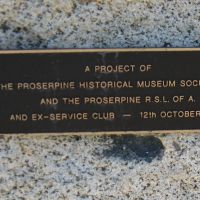 A PROJECT OF
THE PROSERPINE HISTORICAL MUSEUM SOC
AND THE PROSERPINE R.S.L. OF A.
AND EX-SERVICE CLUB — 12th OCTOBER